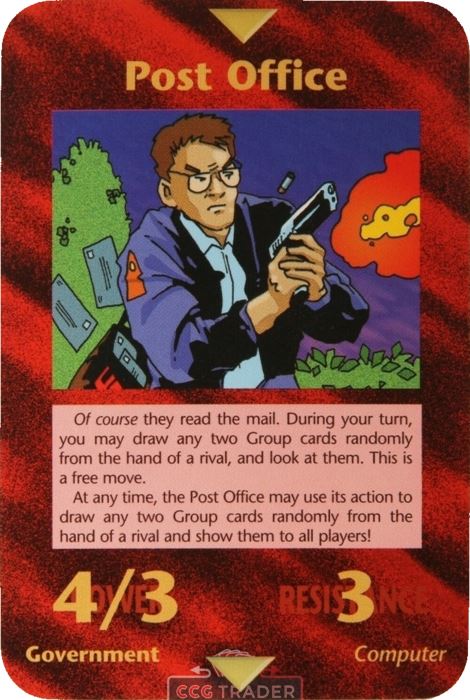 Post Office
Of course they read the mail. During your turn,
you may draw any two Group cards randomly
from the hand of a rival, and look at them. This is
a free move.
At any time, the Post Office may use its action to
draw any two Group cards randomly from the
hand of a rival and show them to all players!
POWER 4/3 RESISTANCE 3
Government Computer
CCG TRADER